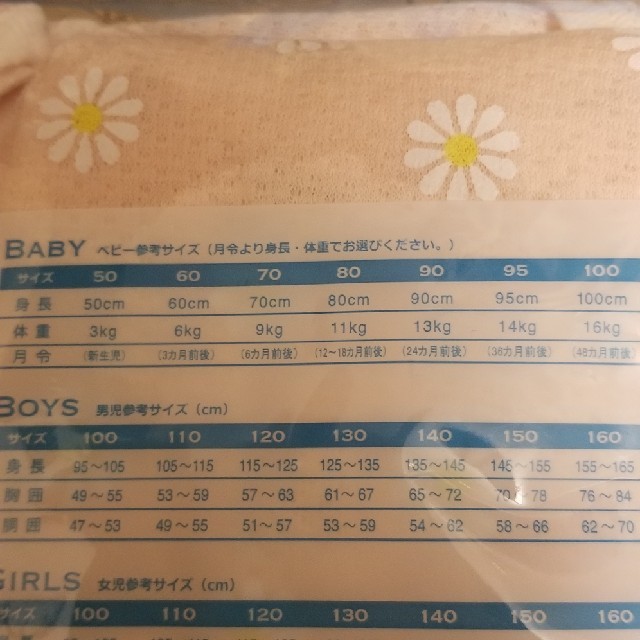 BABY ベビー参考サイズ (月令より身長・体重でお選びください。)
サイズ 50 60 70 80 90 95 100
身長 50cm 60cm 70cm 80cm 90cm 95cm 100cm
体重 3kg 6kg 9kg 11kg 13kg 14kg 16kg
月令 (新生児) (3カ月前後) (6カ月前後) (12〜18カ月前後) (24カ月前後) (36カ月前後) (48カ月前後)
BOYS 男児参考サイズ (cm)
サイズ 100 110 120 130 140 150 160
身長 95〜105 105〜115 115〜125 125〜135 135〜145 145〜155 155〜165
胸囲 49〜55 53〜59 57〜63 61〜67 65〜72 70〜78 76〜84
胴囲 47〜53 49〜55 51〜57 53〜59 54〜62 58〜66 62〜70
GIRLS 女児参考サイズ (cm)
サイズ 100 110 120 130 140 150 160